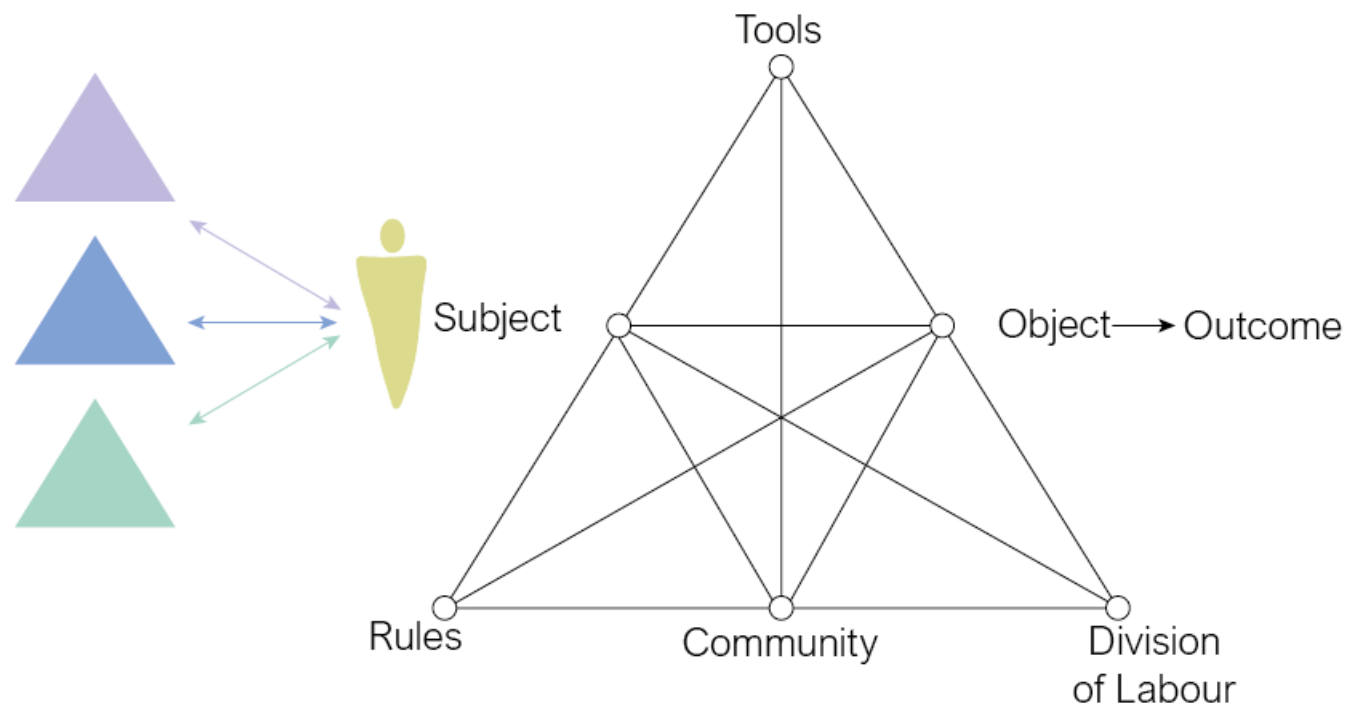 Tools
Subject
Object
Outcome
Rules
Community
Division
of Labour